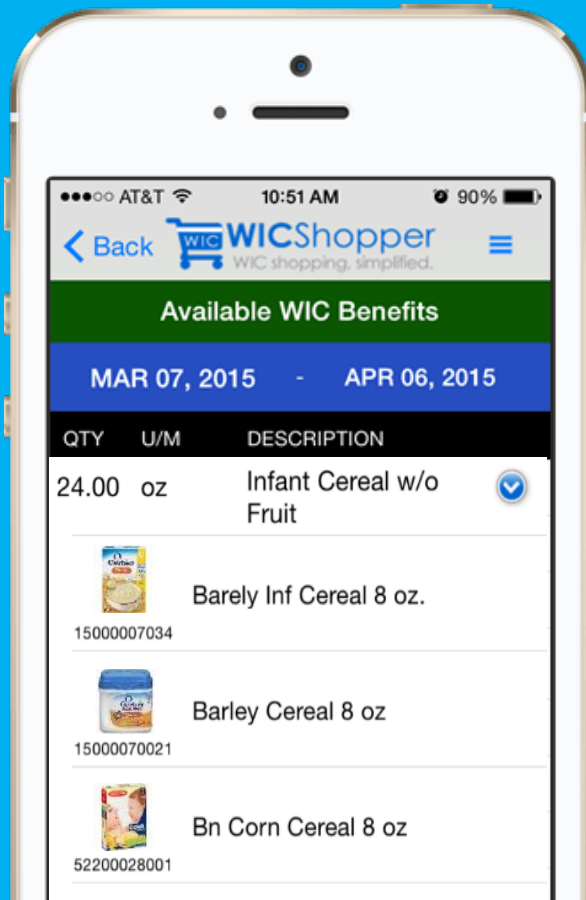 AT&T 10:51 AM 90%
Back WIC WICShopper
WIC shopping, simplified.
Available WIC Benefits
MAR 07, 2015 - APR 06, 2015
QTY U/M DESCRIPTION
24.00 oz Infant Cereal w/o
Fruit
Gerber
Barely Inf Cereal 8 oz.
15000007034
Gerber
Barley Cereal 8 oz
15000070021
Bn Corn Cereal 8 oz
52200028001